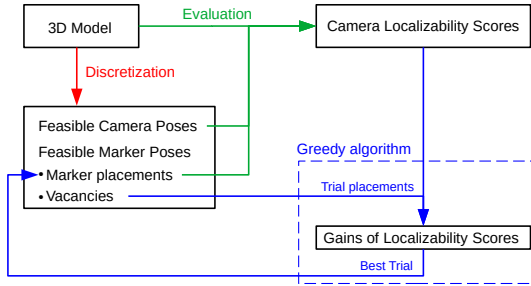 3D Model
Evaluation
Camera Localizability Scores
Discretization
Feasible Camera Poses
Feasible Marker Poses
• Marker placements
• Vacancies
Greedy algorithm
Trial placements
Gains of Localizability Scores
Best Trial